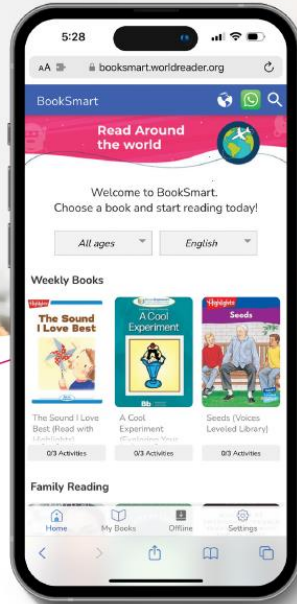 5:28
AA booksmart.worldreader.org
BookSmart
Read Around
the world
Welcome to BookSmart.
Choose a book and start reading today!
All ages English
Weekly Books
Highlights
The Sound
I Love Best
A Cool
Experiment
Bb
Highlights
Seeds
The Sound I Love
Best (Read with
Highlights)
A Cool
Experiment
Seeds (Voices
Leveled Library)
0/3 Activities 0/3 Activities 0/3 Activities
Family Reading
Home My Books Offline Settings